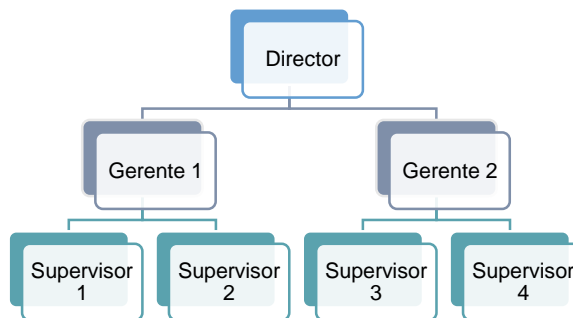 Director
Gerente 1
Gerente 2
Supervisor
1
Supervisor
2
Supervisor
3
Supervisor
4